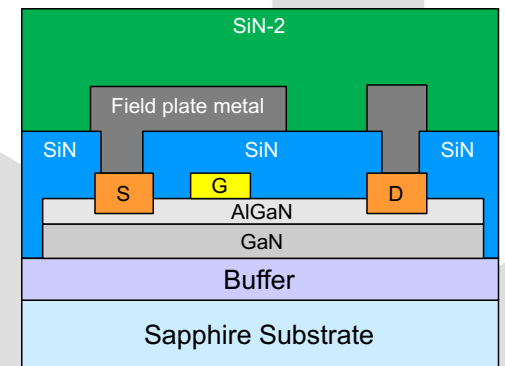 SiN-2
Field plate metal
SiN
SiN
SiN
S
G
D
AlGaN
GaN
Buffer
Sapphire Substrate